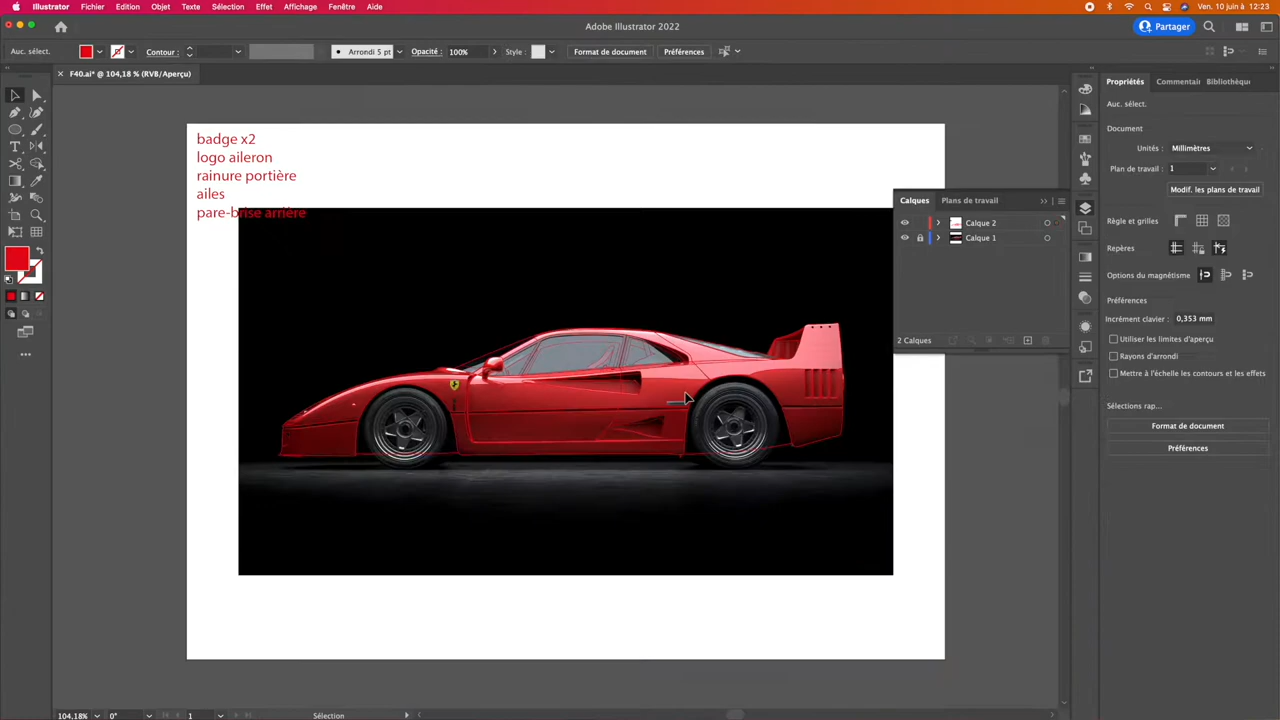 Illustrator Fichier Edition Objet Texte Sélection Effet Affichage Fenêtre Aide Ven. 10 juin à 12:23
Adobe Illustrator 2022
Partager
Auc. sélect. Contour : Arrondi 5 pt Opacité : 100% Style : Format de document Préférences
F40.ai* @ 104,18 % (RVB/Aperçu)
badge x2
logo aileron
rainure portière
ailes
pare-brise arrière
Calques Plans de travail
Calque 2
Calque 1
2 Calques
Propriétés Commentai Bibliothèqu
Auc. sélect.
Document
Unités : Millimètres
Plan de travail : 1
Modif. les plans de travail
Règle et grilles
Repères
Options du magnétisme
Préférences
Incrément clavier : 0,353 mm
Utiliser les limites d'aperçu
Rayons d'arrondi
Mettre à l'échelle les contours et les effets
Sélections rap...
Format de document
Préférences
104,18% 0° 1 Sélection